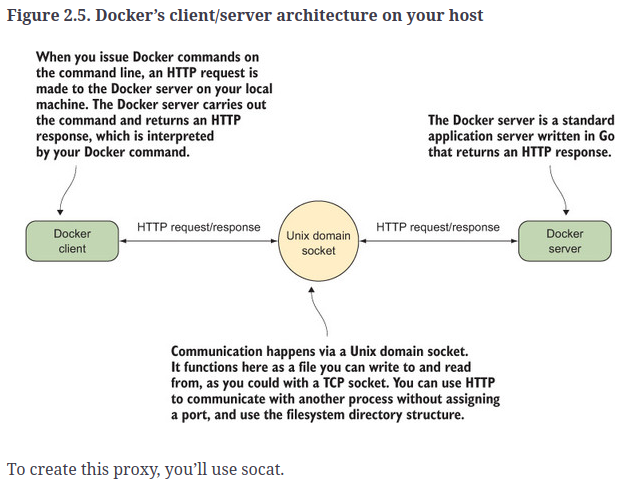 Figure 2.5. Docker’s client/server architecture on your host
When you issue Docker commands on
the command line, an HTTP request is
made to the Docker server on your local
machine. The Docker server carries out
the command and returns an HTTP
response, which is interpreted
by your Docker command.
The Docker server is a standard
application server written in Go
that returns an HTTP response.
Docker
client
HTTP request/response
Unix domain
socket
HTTP request/response
Docker
server
Communication happens via a Unix domain socket.
It functions here as a file you can write to and read
from, as you could with a TCP socket. You can use HTTP
to communicate with another process without assigning
a port, and use the filesystem directory structure.
To create this proxy, you’ll use socat.